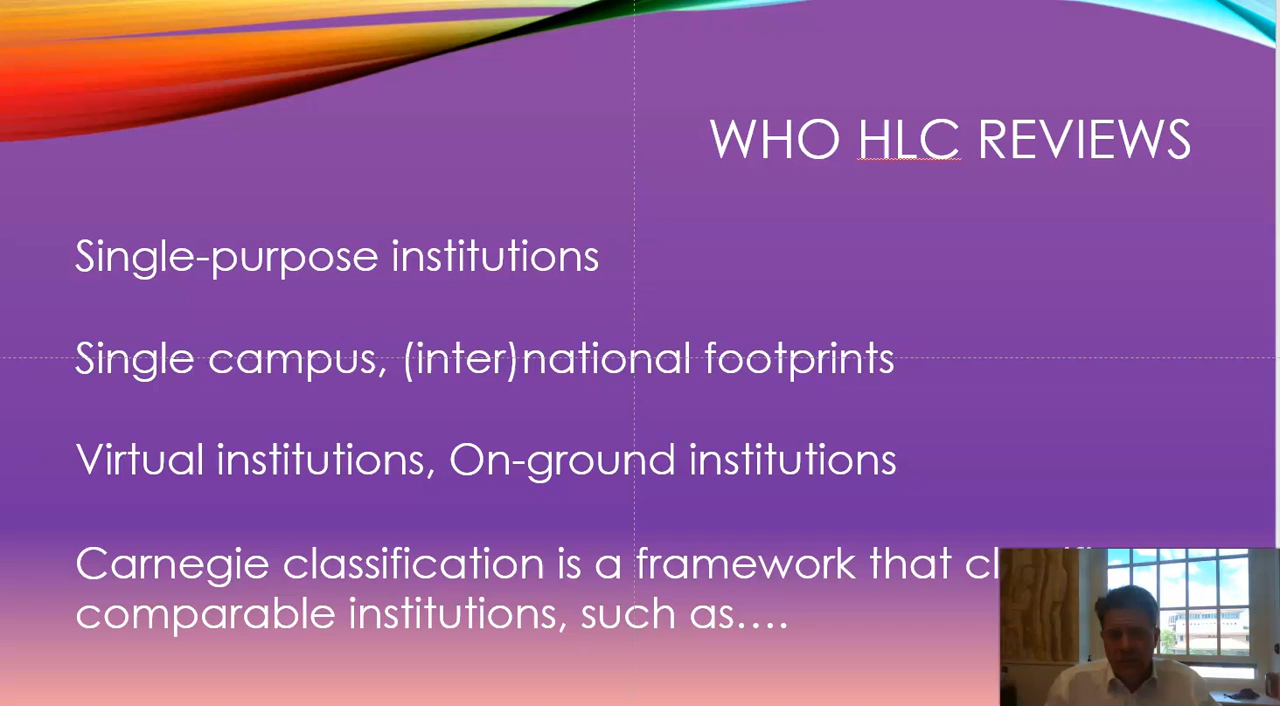 WHO HLC REVIEWS
Single-purpose institutions
Single campus, (inter)national footprints
Virtual institutions, On-ground institutions
Carnegie classification is a framework that
comparable institutions, such as….